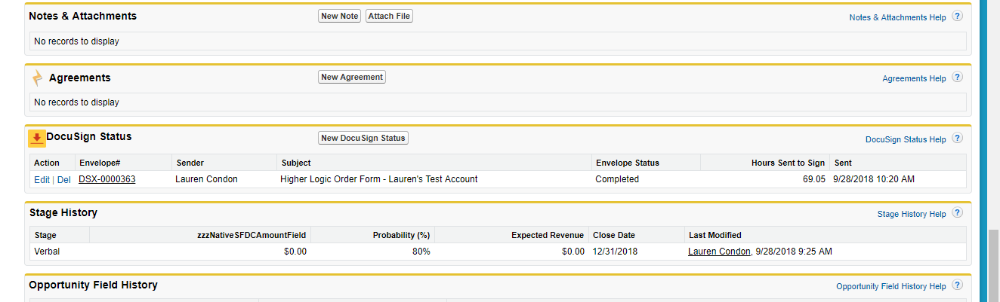 Notes & Attachments New Note Attach File Notes & Attachments Help ?
No records to display
Agreements New Agreement Agreements Help ?
No records to display
DocuSign Status New DocuSign Status DocuSign Status Help ?
Action Envelope# Sender Subject Envelope Status Hours Sent to Sign Sent
Edit | Del DSX-0000363 Lauren Condon Higher Logic Order Form - Lauren's Test Account Completed 69.05 9/28/2018 10:20 AM
Stage History Stage History Help ?
Stage zzzNativeSFDCAmountField Probability (%) Expected Revenue Close Date Last Modified
Verbal $0.00 80% $0.00 12/31/2018 Lauren Condon, 9/28/2018 9:25 AM
Opportunity Field History Opportunity Field History Help ?